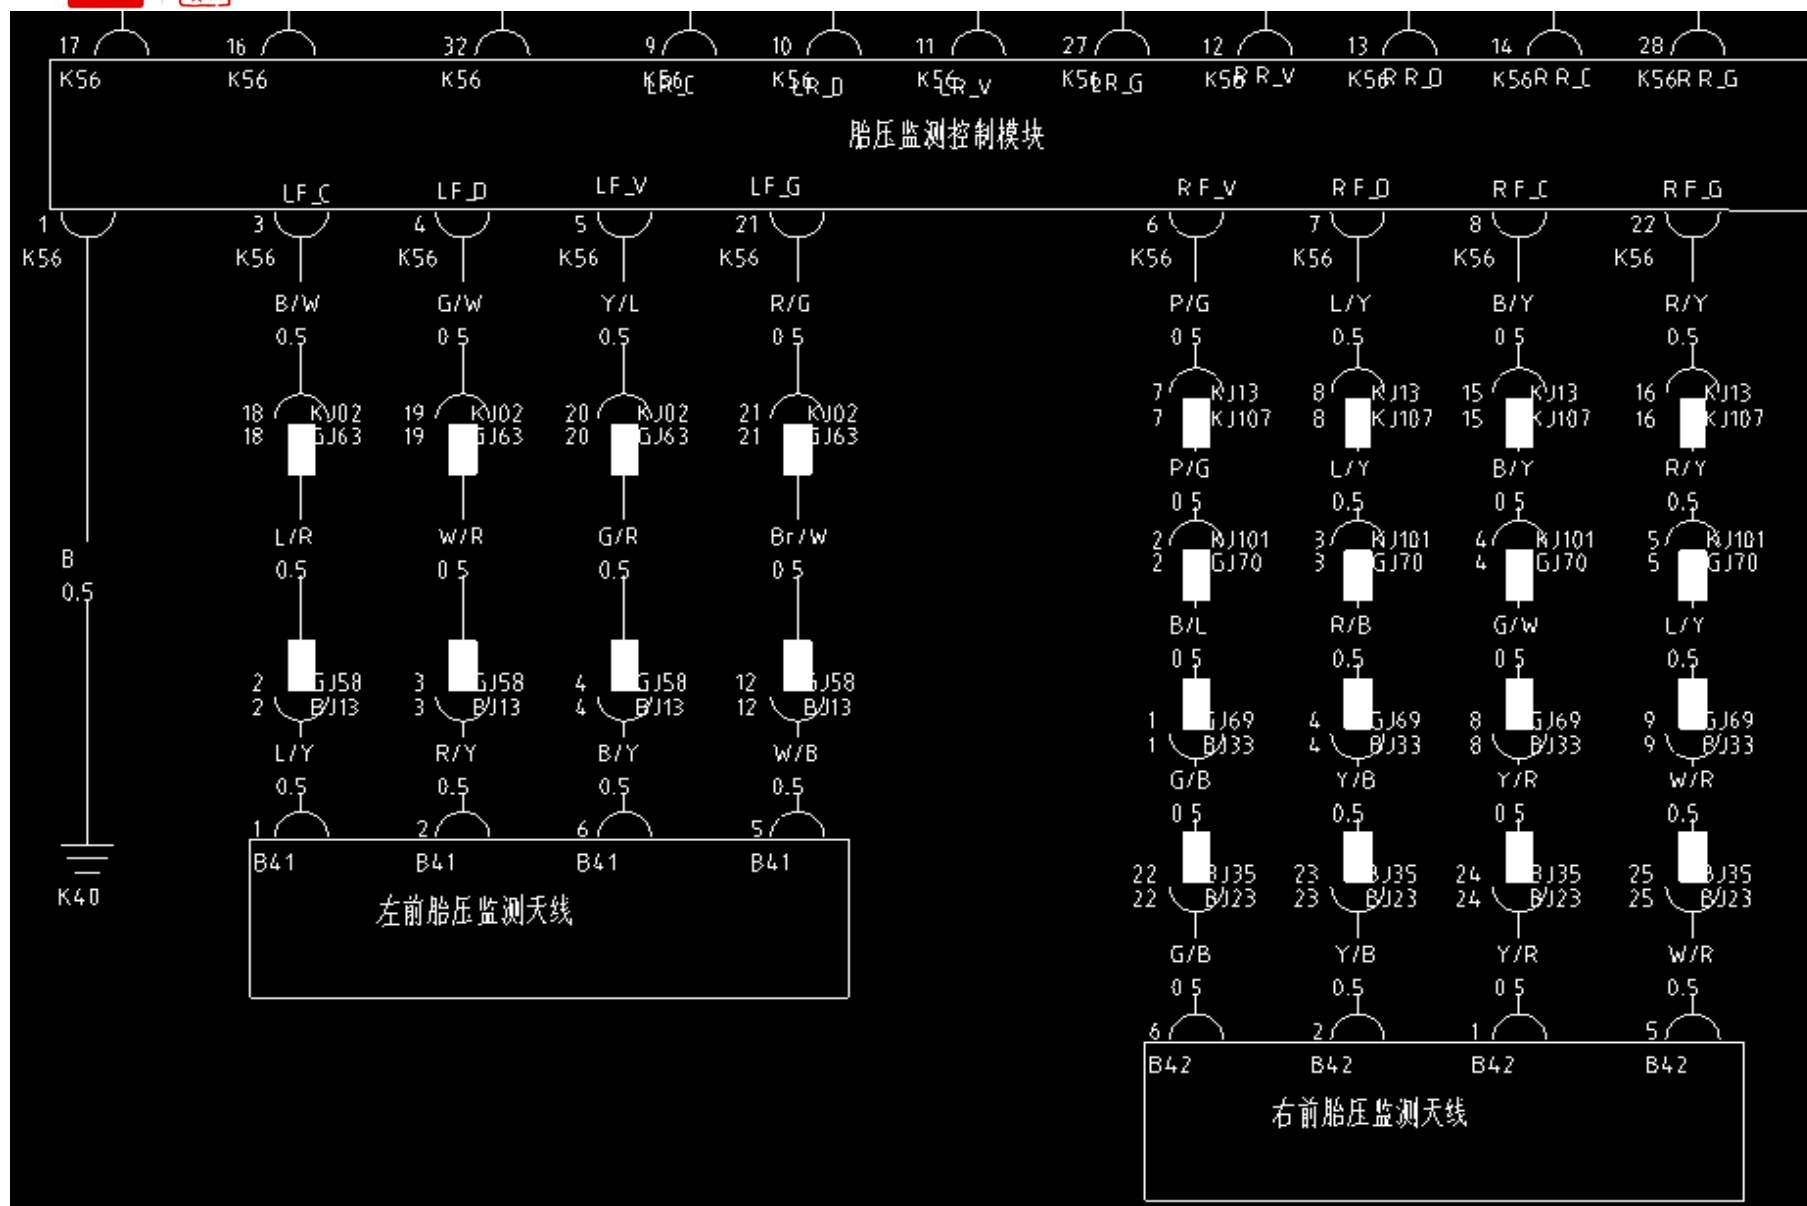 17 16 32 9 10 11 27 12 13 14 28
K56 K56 K56 K56 LR_C K56 LR_D K56 LR_V K56 LR_G K56 RR_V K56 RR_D K56 RR_C K56 RR_G
胎压监测控制模块
LF_C LF_D LF_V LF_G RF_V RF_D RF_C RF_G
1 3 4 5 21 6 7 8 22
K56 K56 K56 K56 K56 K56 K56 K56 K56
B/W G/W Y/L R/G P/G L/Y B/Y R/Y
0.5 0.5 0.5 0.5 0.5 0.5 0.5 0.5
7 KJ13 8 KJ13 15 KJ13 16 KJ13
18 KJ02 19 KJ02 20 KJ02 21 KJ02 7 KJ107 8 KJ107 15 KJ107 16 KJ107
18 GJ63 19 GJ63 20 GJ63 21 GJ63
P/G L/Y B/Y R/Y
0.5 0.5 0.5 0.5
L/R W/R G/R Br/W 2 KJ101 3 KJ101 4 KJ101 5 KJ101
B 0.5 0.5 0.5 0.5 2 GJ70 3 GJ70 4 GJ70 5 GJ70
0.5
B/L R/B G/W L/Y
0.5 0.5 0.5 0.5
2 GJ58 3 GJ58 4 GJ58 12 GJ58
2 BJ13 3 BJ13 4 BJ13 12 BJ13 1 GJ69 4 GJ69 8 GJ69 9 GJ69
1 BJ33 4 BJ33 8 BJ33 9 BJ33
L/Y R/Y B/Y W/B
0.5 0.5 0.5 0.5 G/B Y/B Y/R W/R
0.5 0.5 0.5 0.5
1 2 6 5
B41 B41 B41 B41
22 BJ35 23 BJ35 24 BJ35 25 BJ35
K40 22 BJ23 23 BJ23 24 BJ23 25 BJ23
左前胎压监测天线
G/B Y/B Y/R W/R
0.5 0.5 0.5 0.5
6 2 1 5
B42 B42 B42 B42
右前胎压监测天线